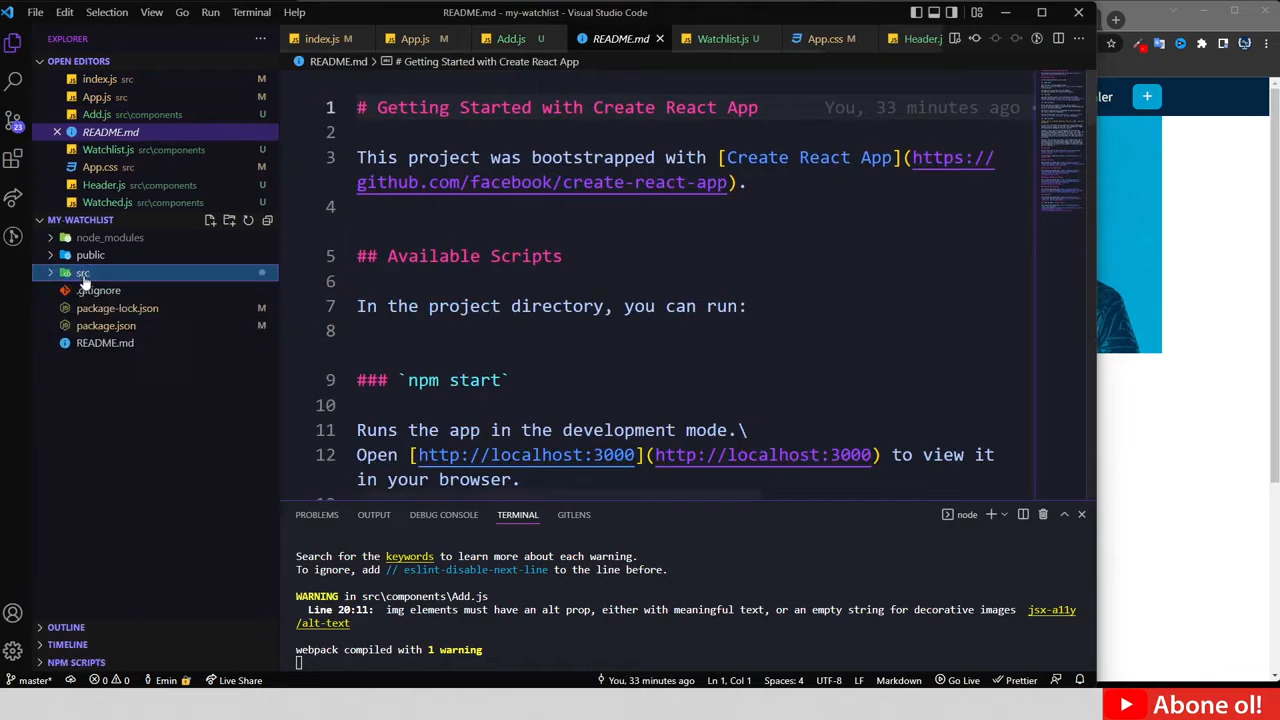 File Edit Selection View Go Run Terminal Help README.md - my-watchlist - Visual Studio Code
EXPLORER
index.js M App.js M Add.js U README.md Watchlist.js U App.css M Header.j
OPEN EDITORS
README.md > # Getting Started with Create React App
index.js src M
App.js src M
Add.js src\components U
README.md
Watchlist.js src\components U
App.css src M
Header.js src\components U
Watched.js src\components U
MY-WATCHLIST
node_modules
public
src
.gitignore
package-lock.json M
package.json M
README.md
OUTLINE
TIMELINE
NPM SCRIPTS
23
1 # Getting Started with Create React App You, 33 minutes ago
2
3 This project was bootstrapped with [Create React App](https://
github.com/facebook/create-react-app).
4
5 ## Available Scripts
6
7 In the project directory, you can run:
8
9 ### `npm start`
10
11 Runs the app in the development mode.\
12 Open [http://localhost:3000](http://localhost:3000) to view it
in your browser.
PROBLEMS OUTPUT DEBUG CONSOLE TERMINAL GITLENS node
Search for the keywords to learn more about each warning.
To ignore, add // eslint-disable-next-line to the line before.
WARNING in src\components\Add.js
Line 20:11: img elements must have an alt prop, either with meaningful text, or an empty string for decorative images jsx-a11y
/alt-text
webpack compiled with 1 warning
master* 0 0 Emin Live Share You, 33 minutes ago Ln 1, Col 1 Spaces: 4 UTF-8 LF Markdown Go Live Prettier
ler +
Abone ol!